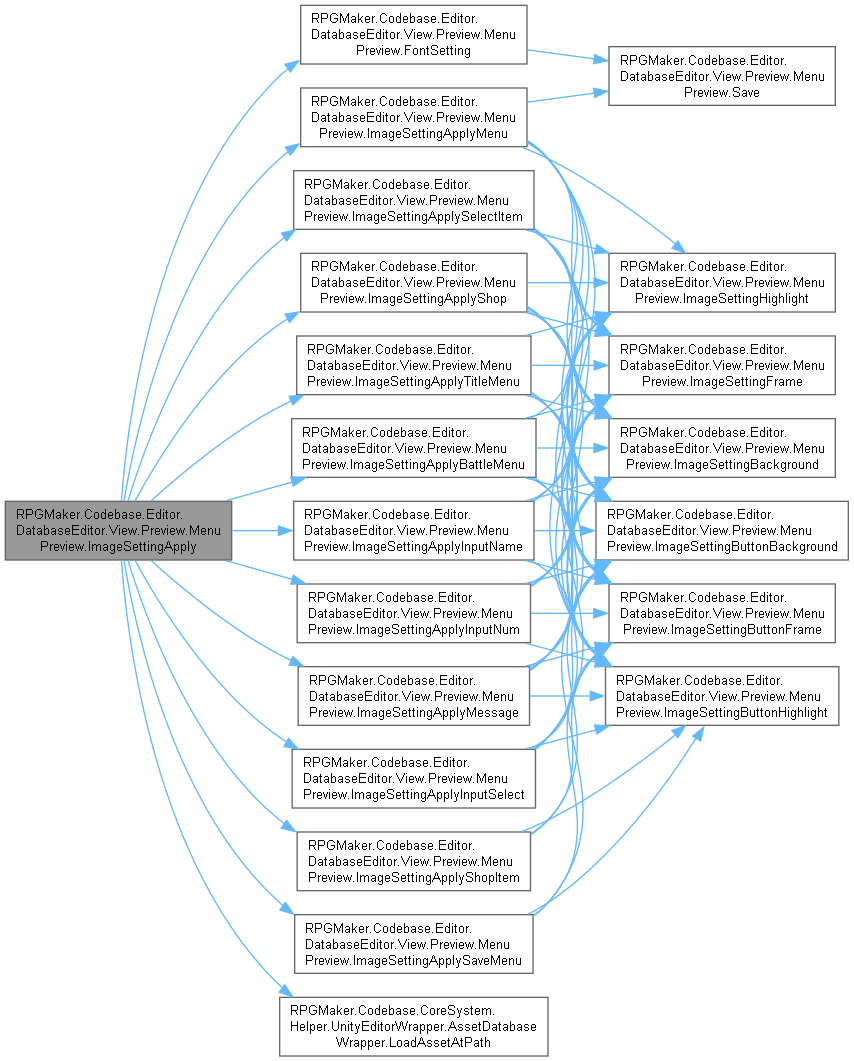 RPGMaker.Codebase.Editor.
DatabaseEditor.View.Preview.Menu
Preview.ImageSettingApply
RPGMaker.Codebase.Editor.
DatabaseEditor.View.Preview.Menu
Preview.FontSetting
RPGMaker.Codebase.Editor.
DatabaseEditor.View.Preview.Menu
Preview.ImageSettingApplyMenu
RPGMaker.Codebase.Editor.
DatabaseEditor.View.Preview.Menu
Preview.ImageSettingApplySelectItem
RPGMaker.Codebase.Editor.
DatabaseEditor.View.Preview.Menu
Preview.ImageSettingApplyShop
RPGMaker.Codebase.Editor.
DatabaseEditor.View.Preview.Menu
Preview.ImageSettingApplyTitleMenu
RPGMaker.Codebase.Editor.
DatabaseEditor.View.Preview.Menu
Preview.ImageSettingApplyBattleMenu
RPGMaker.Codebase.Editor.
DatabaseEditor.View.Preview.Menu
Preview.ImageSettingApplyInputName
RPGMaker.Codebase.Editor.
DatabaseEditor.View.Preview.Menu
Preview.ImageSettingApplyInputNum
RPGMaker.Codebase.Editor.
DatabaseEditor.View.Preview.Menu
Preview.ImageSettingApplyMessage
RPGMaker.Codebase.Editor.
DatabaseEditor.View.Preview.Menu
Preview.ImageSettingApplyInputSelect
RPGMaker.Codebase.Editor.
DatabaseEditor.View.Preview.Menu
Preview.ImageSettingApplyShopItem
RPGMaker.Codebase.Editor.
DatabaseEditor.View.Preview.Menu
Preview.ImageSettingApplySaveMenu
RPGMaker.Codebase.CoreSystem.
Helper.UnityEditorWrapper.AssetDatabase
Wrapper.LoadAssetAtPath
RPGMaker.Codebase.Editor.
DatabaseEditor.View.Preview.Menu
Preview.Save
RPGMaker.Codebase.Editor.
DatabaseEditor.View.Preview.Menu
Preview.ImageSettingHighlight
RPGMaker.Codebase.Editor.
DatabaseEditor.View.Preview.Menu
Preview.ImageSettingFrame
RPGMaker.Codebase.Editor.
DatabaseEditor.View.Preview.Menu
Preview.ImageSettingBackground
RPGMaker.Codebase.Editor.
DatabaseEditor.View.Preview.Menu
Preview.ImageSettingButtonBackground
RPGMaker.Codebase.Editor.
DatabaseEditor.View.Preview.Menu
Preview.ImageSettingButtonFrame
RPGMaker.Codebase.Editor.
DatabaseEditor.View.Preview.Menu
Preview.ImageSettingButtonHighlight